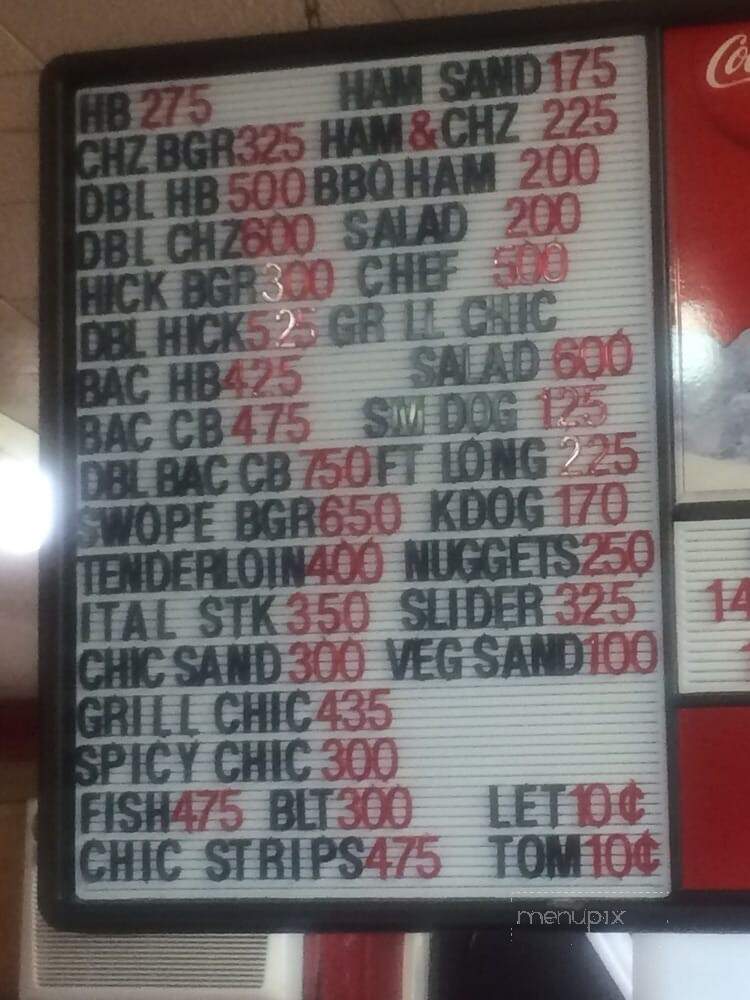 HB 275 HAM SAND 175
CHZ BGR 325 HAM & CHZ 225
DBL HB 500 BBQ HAM 200
DBL CHZ 600 SALAD 200
HICK BGR 300 CHEF 500
DBL HICK 525 GRILL CHIC
BAC HB 425 SALAD 600
BAC CB 475 SM DOG 125
DBL BAC CB 750 FT LONG 225
SWOPE BGR 650 KDOG 170
TENDERLOIN 400 NUGGETS 250
ITAL STK 350 SLIDER 325
CHIC SAND 300 VEG SAND 100
GRILL CHIC 435
SPICY CHIC 300
FISH 475 BLT 300 LET 10¢
CHIC STRIPS 475 TOM 10¢
menupix